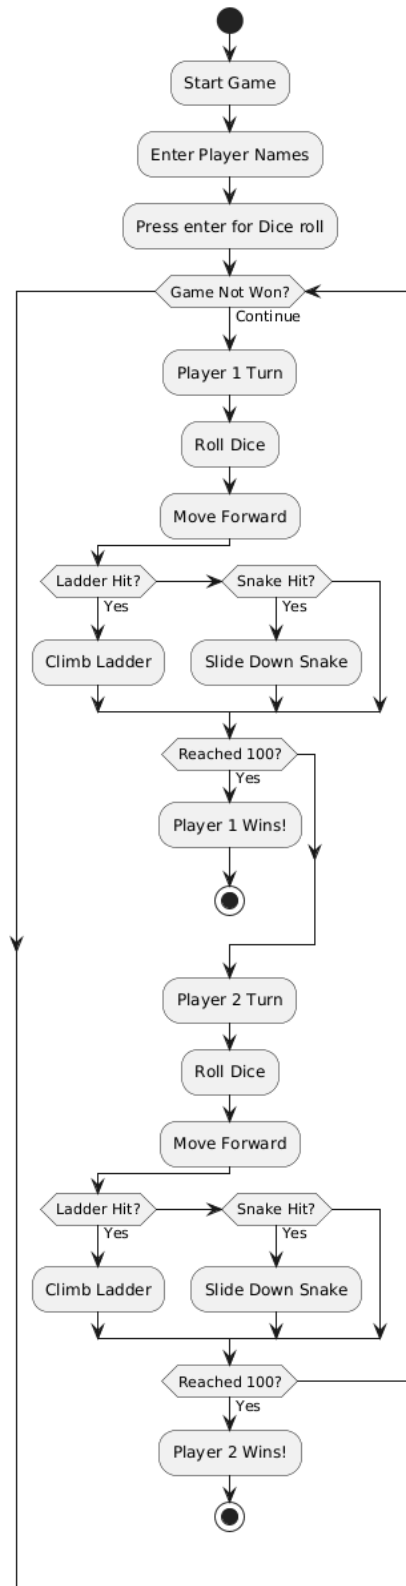 Start Game
Enter Player Names
Press enter for Dice roll
Game Not Won?
Continue
Player 1 Turn
Roll Dice
Move Forward
Ladder Hit?
Snake Hit?
Yes
Yes
Climb Ladder
Slide Down Snake
Reached 100?
Yes
Player 1 Wins!
Player 2 Turn
Roll Dice
Move Forward
Ladder Hit?
Snake Hit?
Yes
Yes
Climb Ladder
Slide Down Snake
Reached 100?
Yes
Player 2 Wins!